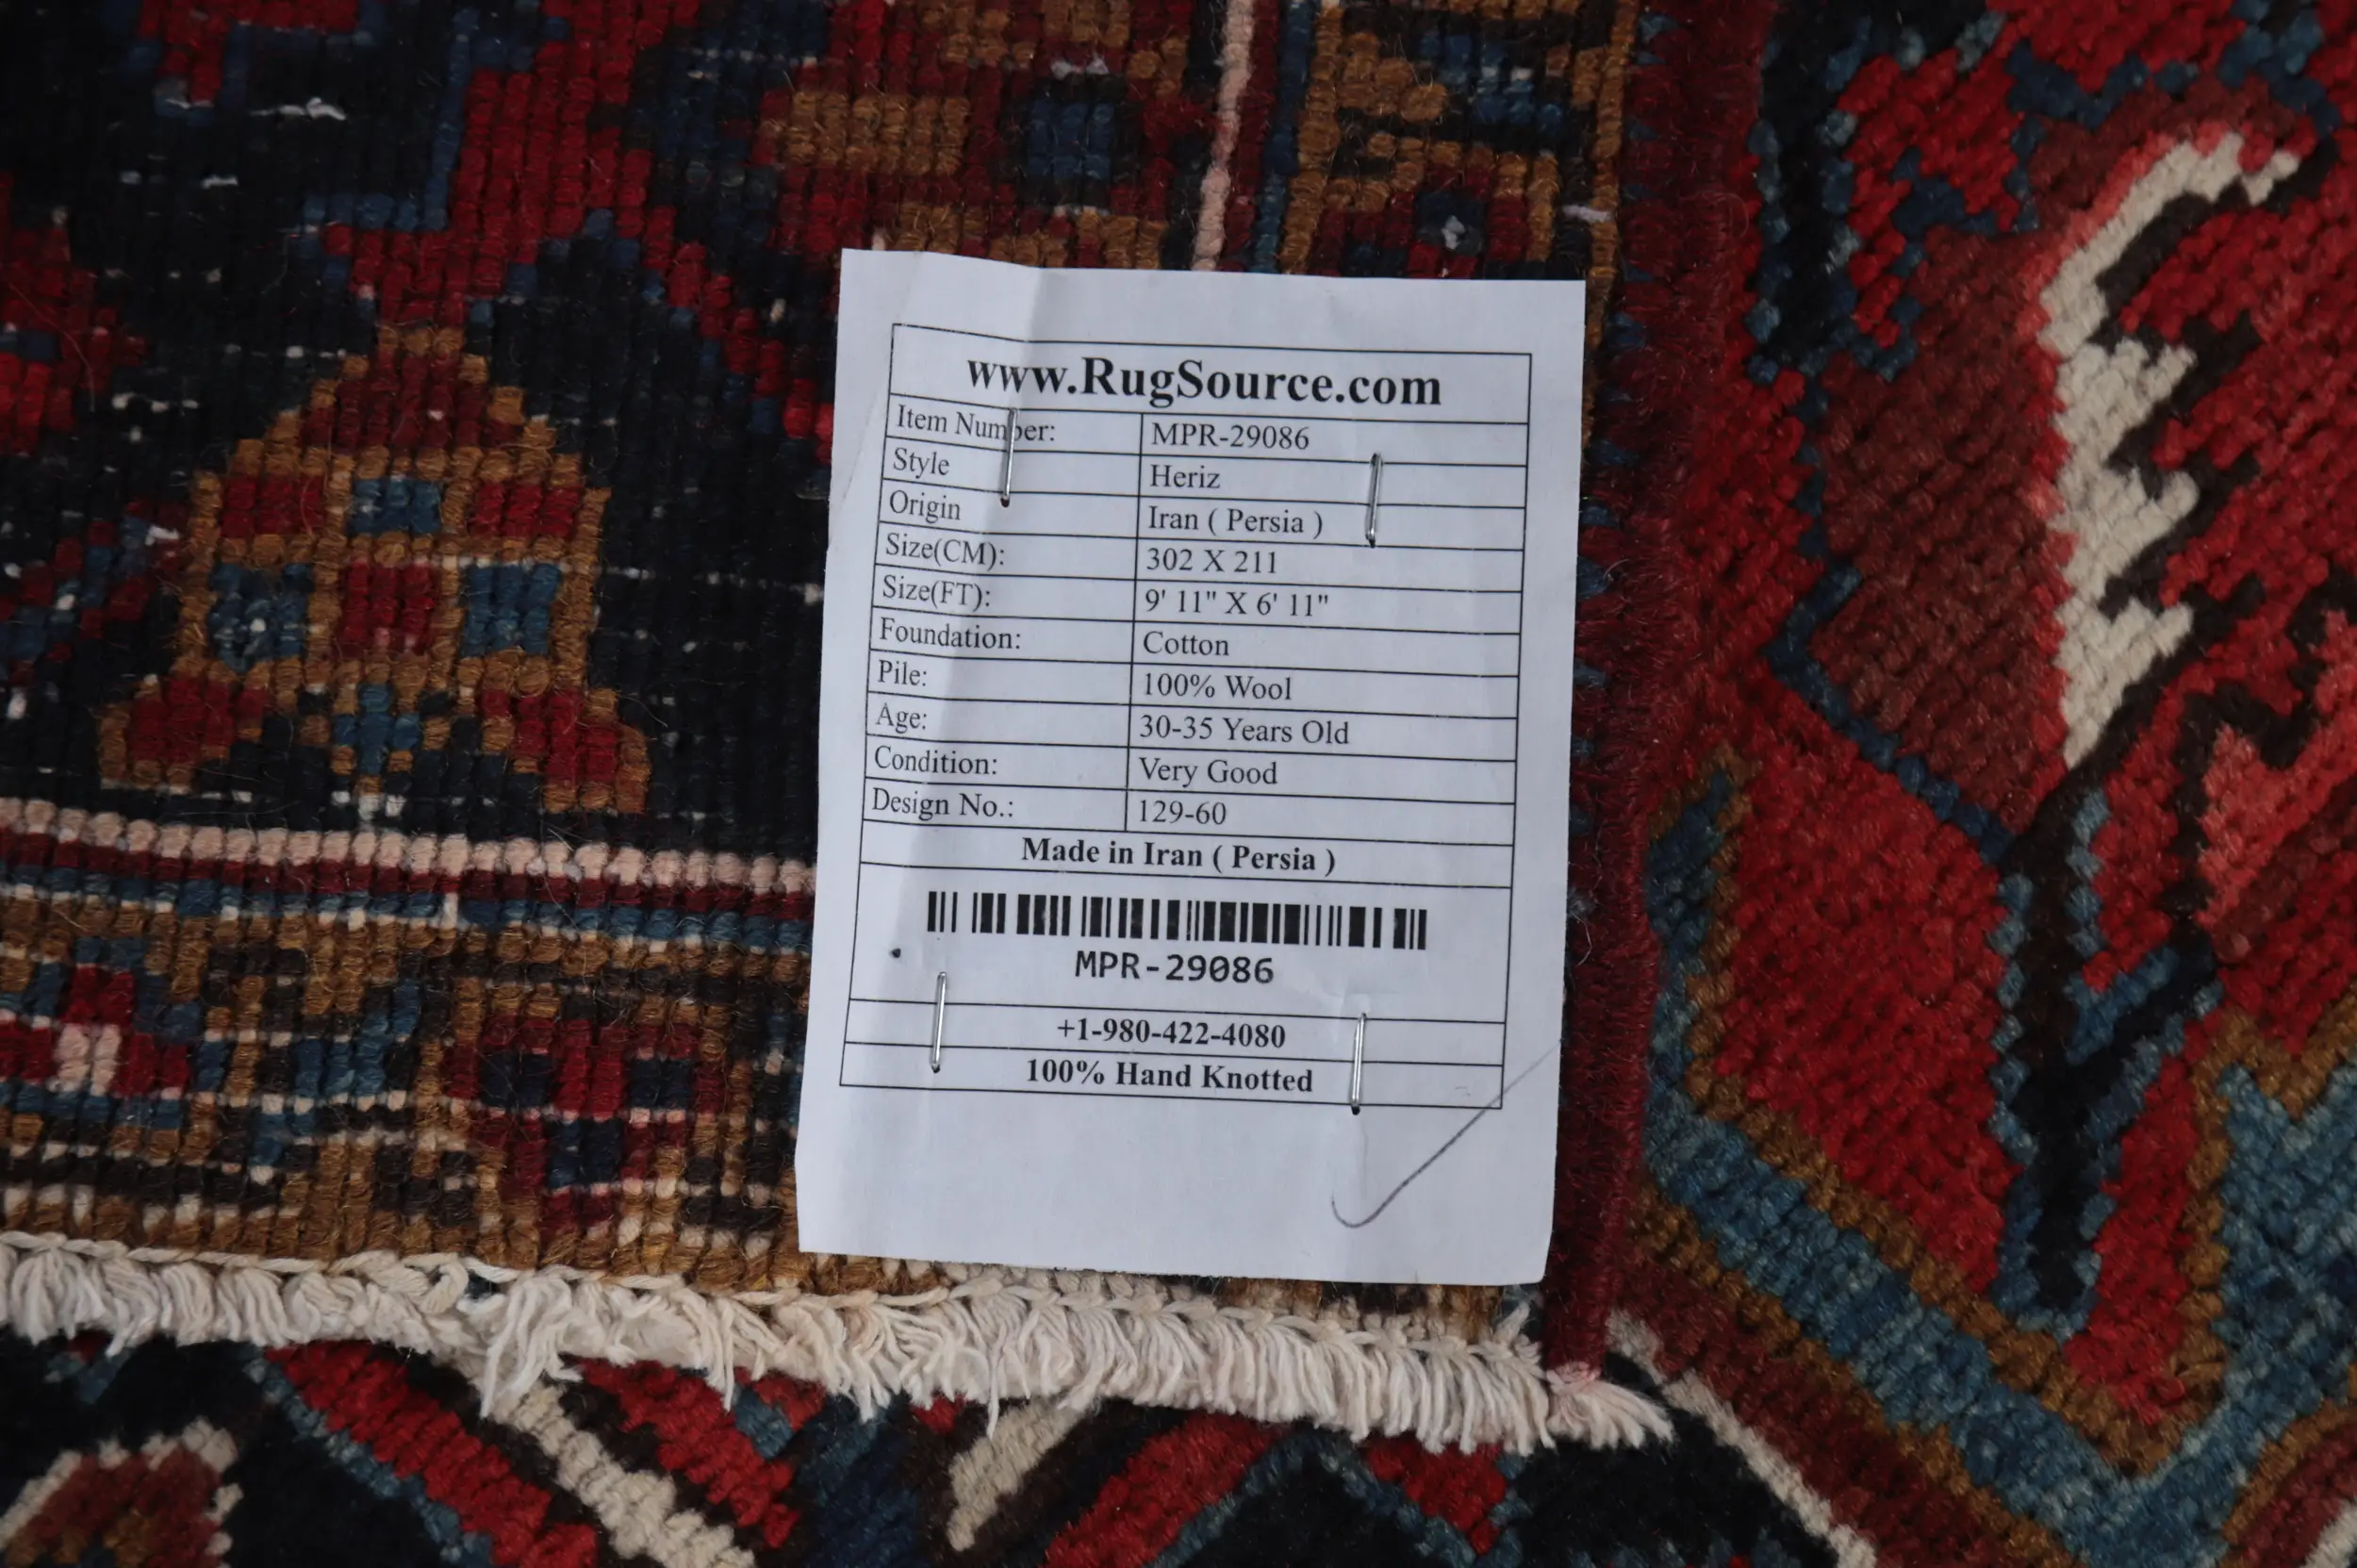 www.RugSource.com
Item Number: MPR-29086
Style Heriz
Origin Iran ( Persia )
Size(CM): 302 X 211
Size(FT): 9' 11" X 6' 11"
Foundation: Cotton
Pile: 100% Wool
Age: 30-35 Years Old
Condition: Very Good
Design No.: 129-60
Made in Iran ( Persia )
MPR-29086
+1-980-422-4080
100% Hand Knotted